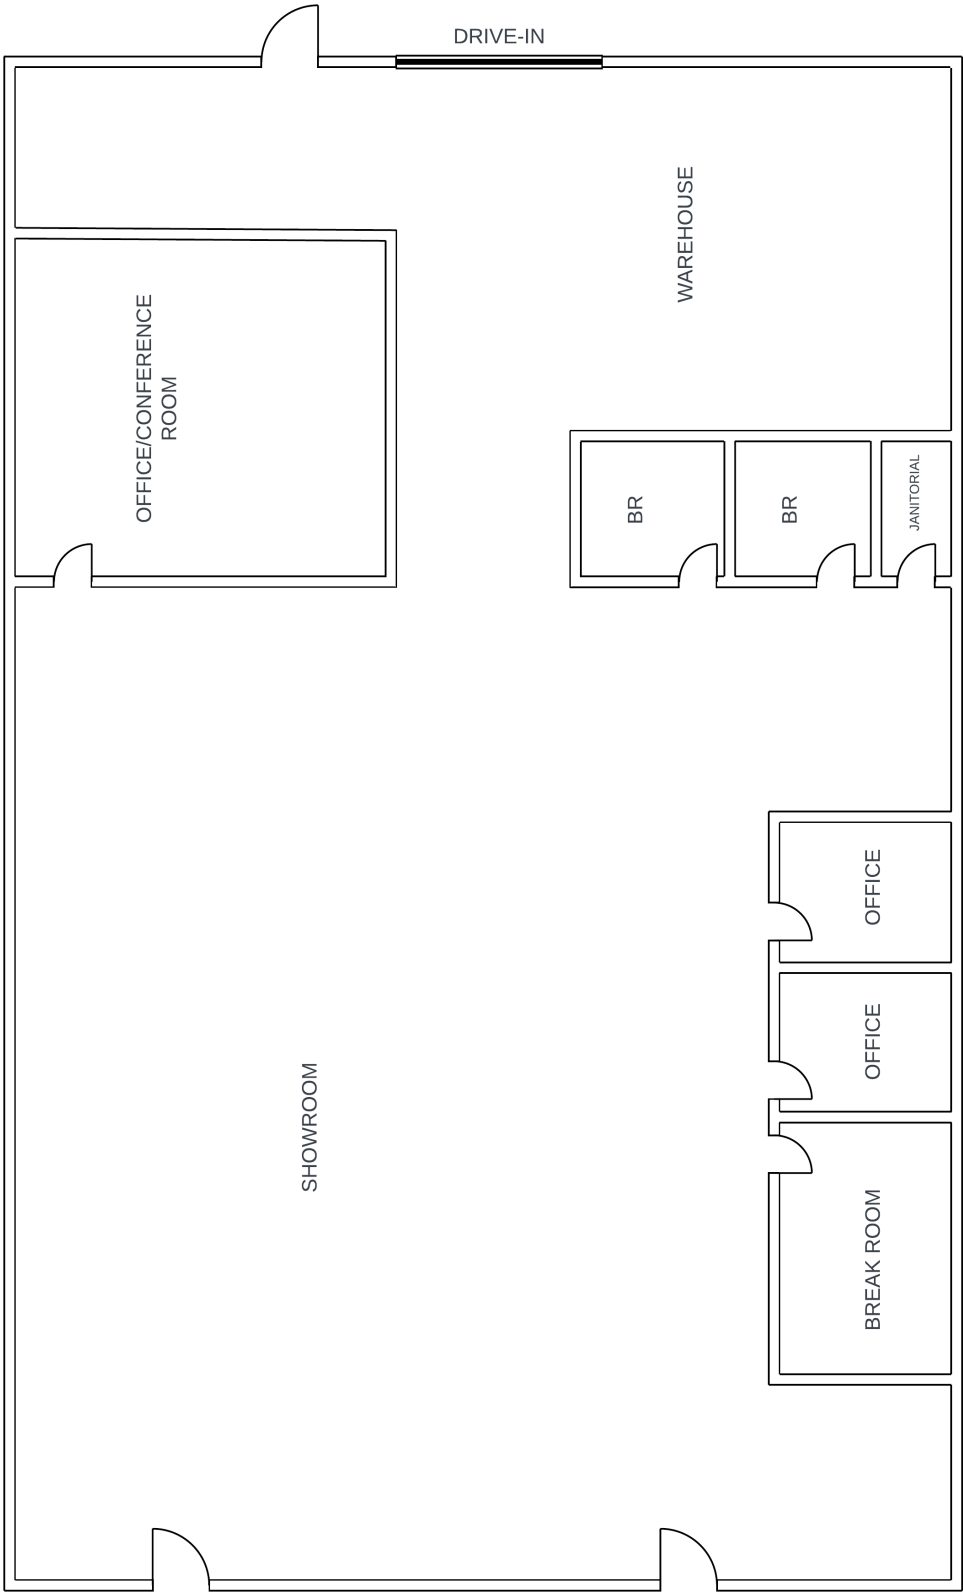 DRIVE-IN
WAREHOUSE
OFFICE/CONFERENCE
ROOM
BR
BR
JANITORIAL
OFFICE
OFFICE
SHOWROOM
BREAK ROOM